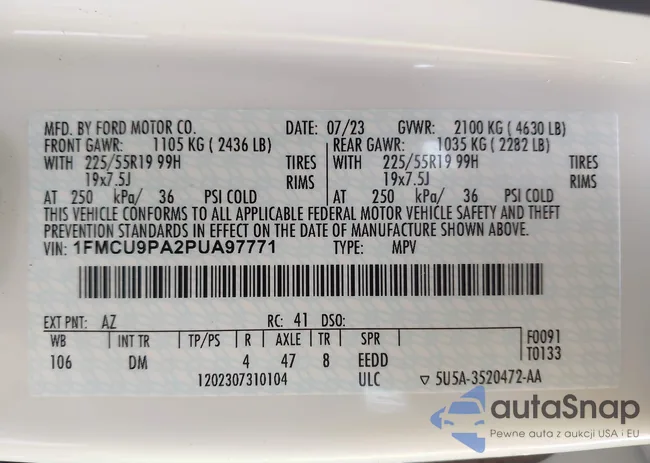 MFD. BY FORD MOTOR CO. DATE: 07/23 GVWR: 2100 KG ( 4630 LB)
FRONT GAWR: 1105 KG ( 2436 LB) REAR GAWR: 1035 KG ( 2282 LB)
WITH 225/55R19 99H TIRES WITH 225/55R19 99H TIRES
19x7.5J RIMS 19x7.5J RIMS
AT 250 kPa/ 36 PSI COLD AT 250 kPa/ 36 PSI COLD
THIS VEHICLE CONFORMS TO ALL APPLICABLE FEDERAL MOTOR VEHICLE SAFETY AND THEFT
PREVENTION STANDARDS IN EFFECT ON THE DATE OF MANUFACTURE SHOWN ABOVE.
VIN: 1FMCU9PA2PUA97771 TYPE: MPV
EXT PNT: AZ RC: 41 DSO:
WB INT TR TP/PS R AXLE TR SPR F0091
106 DM 4 47 8 EEDD T0133
1202307310104 ULC ▽ 5U5A-3520472-AA
autaSnap
Pewne auta z aukcji USA i EU